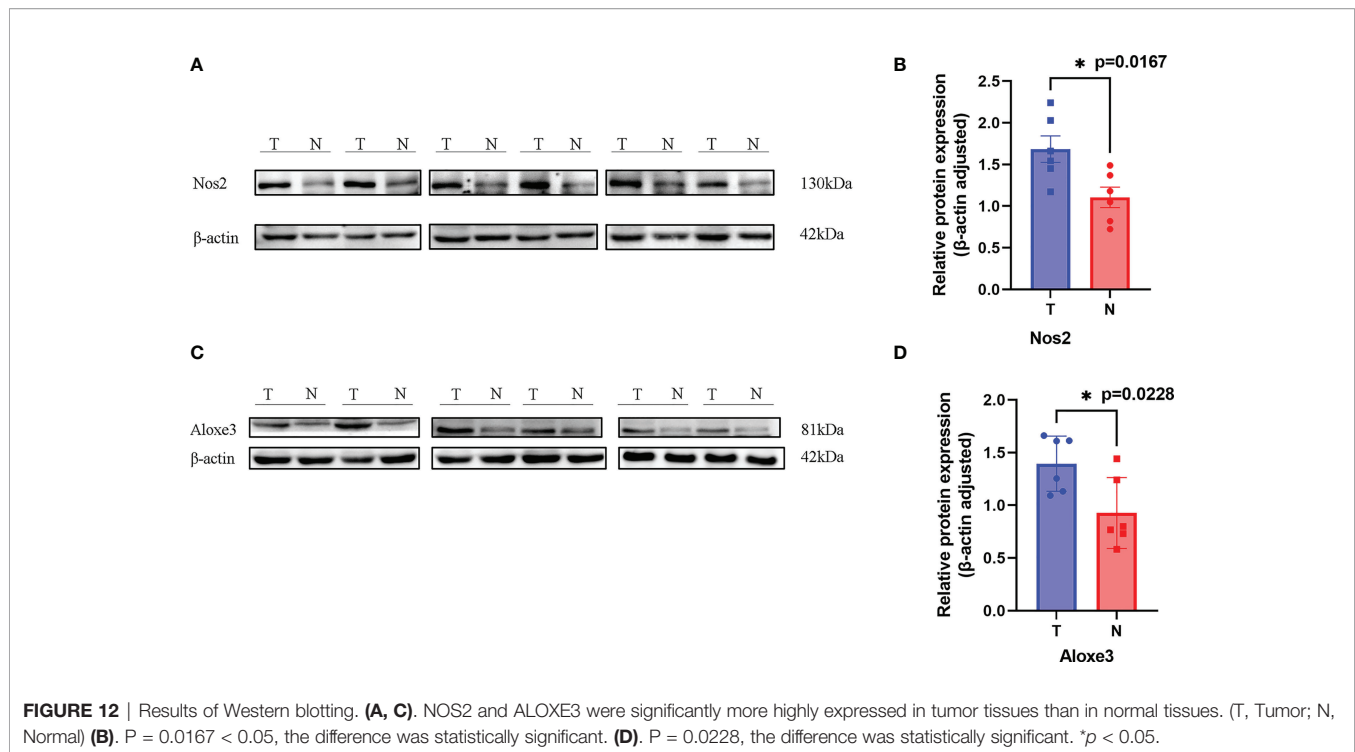 A
T N T N T N T N T N T N
Nos2
130kDa
β-actin
42kDa
B
* p=0.0167
Relative protein expression
(β-actin adjusted)
2.5
2.0
1.5
1.0
0.5
0.0
T N
Nos2
C
T N T N T N T N T N T N
Aloxe3
81kDa
β-actin
42kDa
D
* p=0.0228
Relative protein expression
(β-actin adjusted)
2.0
1.5
1.0
0.5
0.0
T N
Aloxe3
FIGURE 12 | Results of Western blotting. (A, C). NOS2 and ALOXE3 were significantly more highly expressed in tumor tissues than in normal tissues. (T, Tumor; N,
Normal) (B). P = 0.0167 < 0.05, the difference was statistically significant. (D). P = 0.0228, the difference was statistically significant. *p < 0.05.